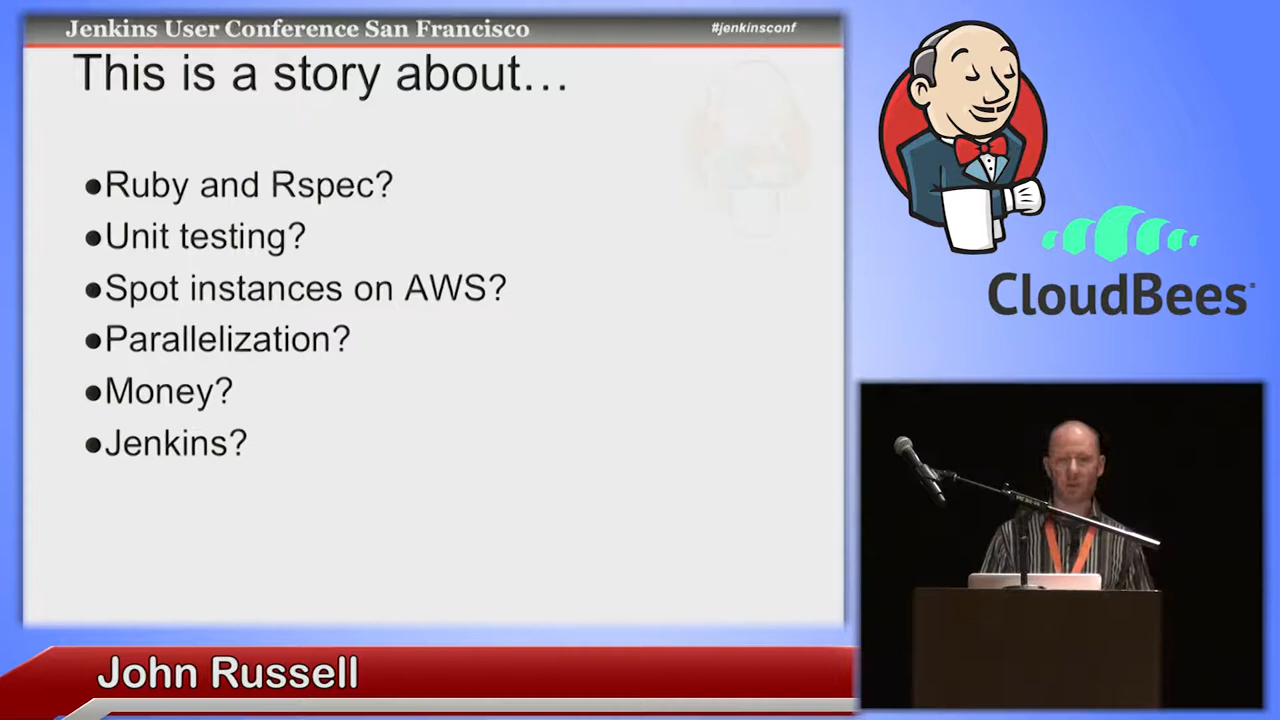 Jenkins User Conference San Francisco
#jenkinsconf
This is a story about…
●Ruby and Rspec?
●Unit testing?
●Spot instances on AWS?
●Parallelization?
●Money?
●Jenkins?
CloudBees
John Russell